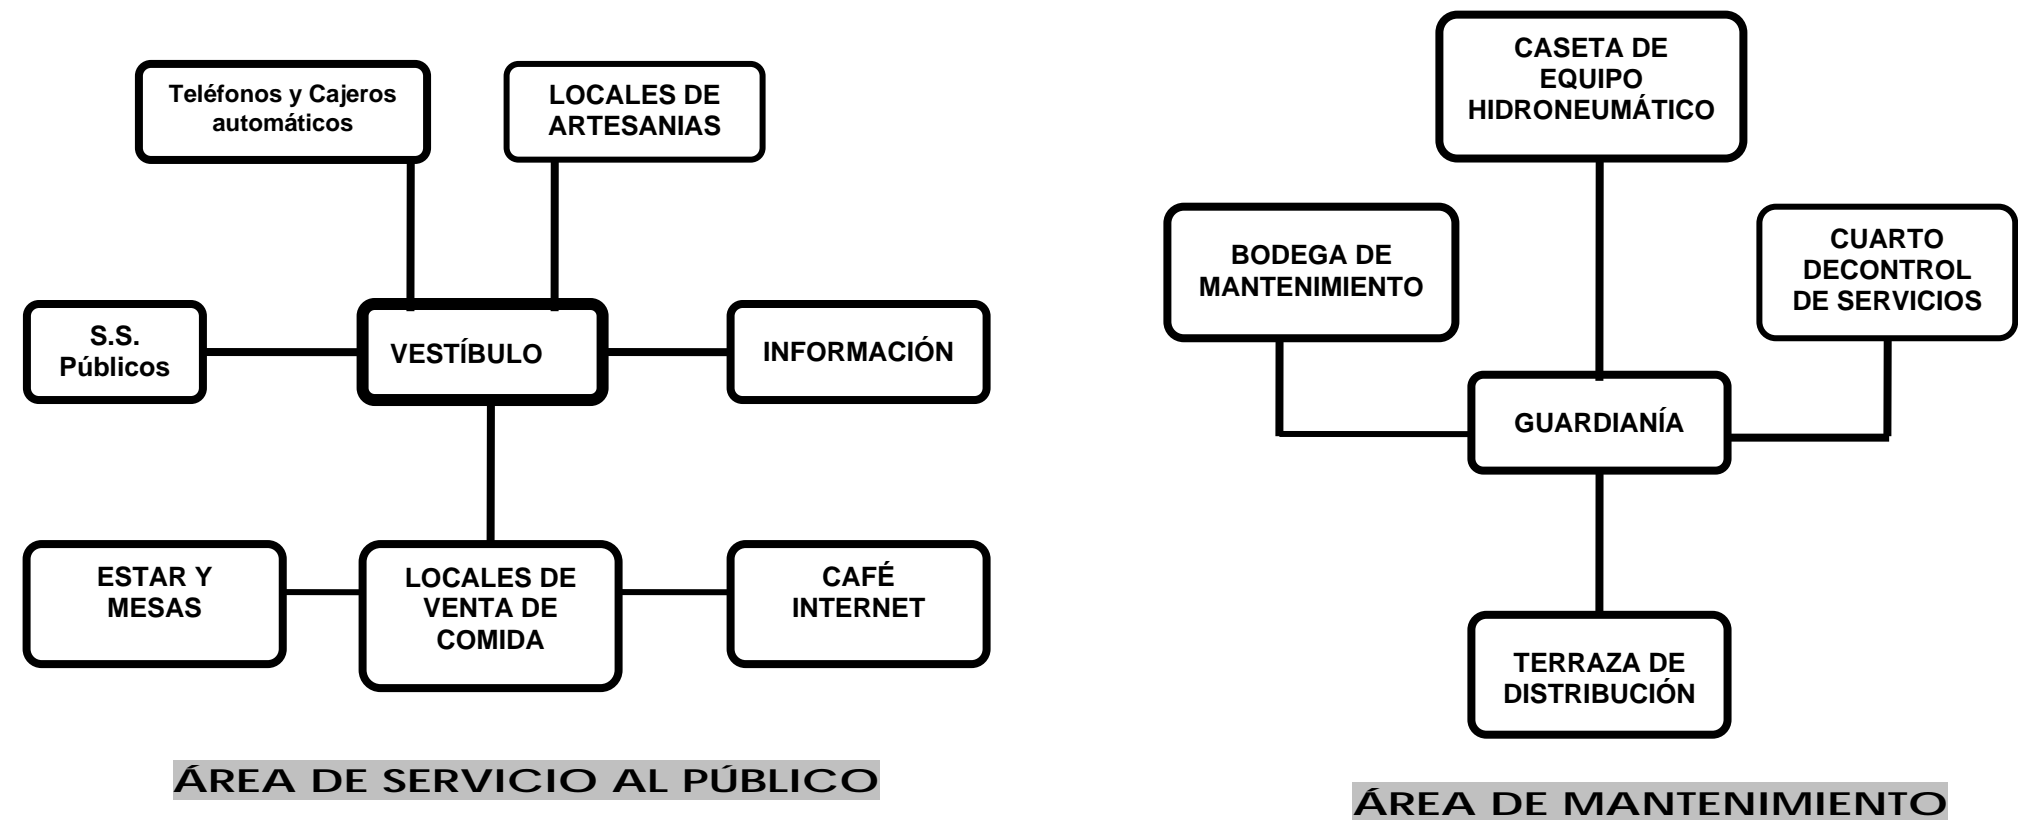 Teléfonos y Cajeros
automáticos
LOCALES DE
ARTESANIAS
S.S.
Públicos
VESTÍBULO
INFORMACIÓN
ESTAR Y
MESAS
LOCALES DE
VENTA DE
COMIDA
CAFÉ
INTERNET
ÁREA DE SERVICIO AL PÚBLICO
CASETA DE
EQUIPO
HIDRONEUMÁTICO
BODEGA DE
MANTENIMIENTO
CUARTO
DECONTROL
DE SERVICIOS
GUARDIANÍA
TERRAZA DE
DISTRIBUCIÓN
ÁREA DE MANTENIMIENTO